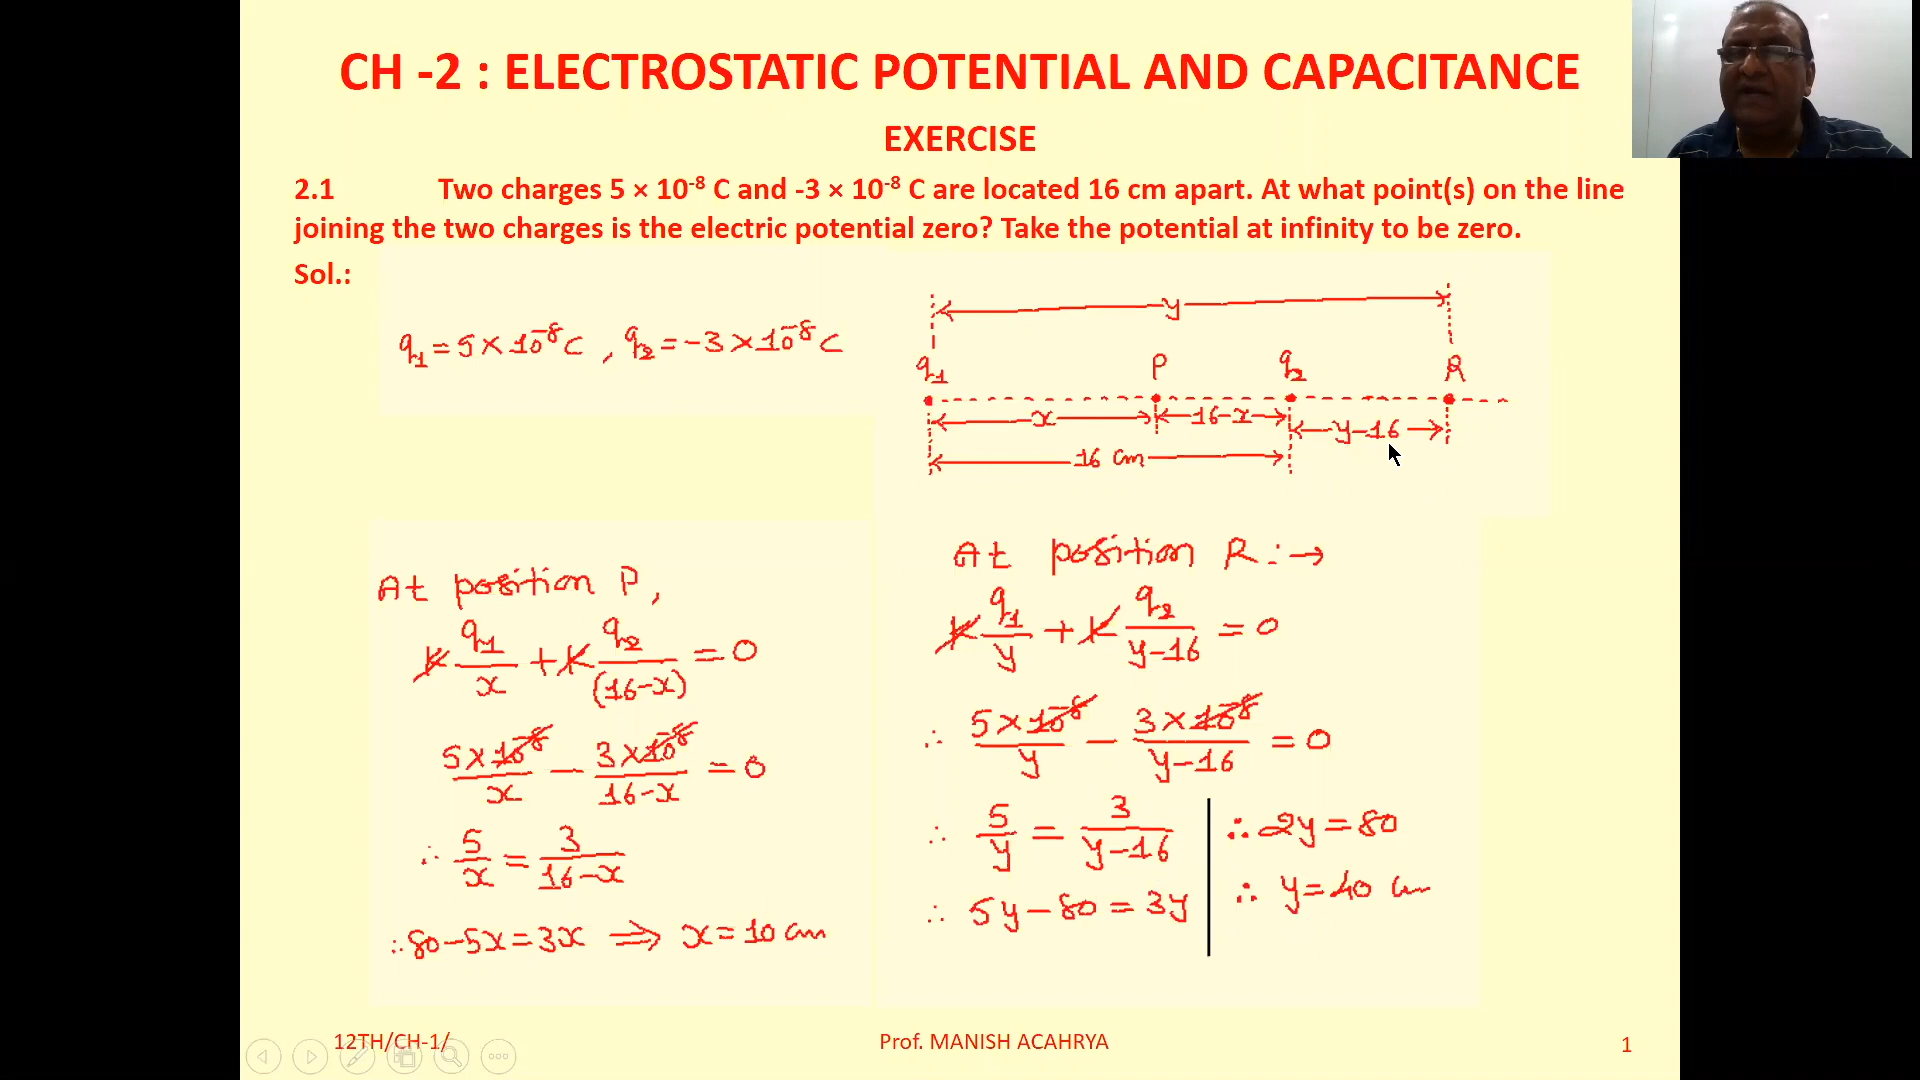 CH -2 : ELECTROSTATIC POTENTIAL AND CAPACITANCE
EXERCISE
2.1 Two charges 5 × 10⁻⁸ C and -3 × 10⁻⁸ C are located 16 cm apart. At what point(s) on the line
joining the two charges is the electric potential zero? Take the potential at infinity to be zero.
Sol.:
q₁ = 5 × 10⁻⁸ C , q₂ = -3 × 10⁻⁸ C
y
q₁ P q₂ R
x 16-x y-16
16 cm
At position P,
k q₁/x + k q₂/(16-x) = 0
5 × 10⁻⁸/x - 3 × 10⁻⁸/16-x = 0
∴ 5/x = 3/16-x
∴ 80-5x = 3x ⟹ x = 10 cm
At position R :→
k q₁/y + k q₂/y-16 = 0
∴ 5 × 10⁻⁸/y - 3 × 10⁻⁸/y-16 = 0
∴ 5/y = 3/y-16
∴ 5y - 80 = 3y
∴ 2y = 80
∴ y = 40 cm
12TH/CH-1/ Prof. MANISH ACAHRYA 1